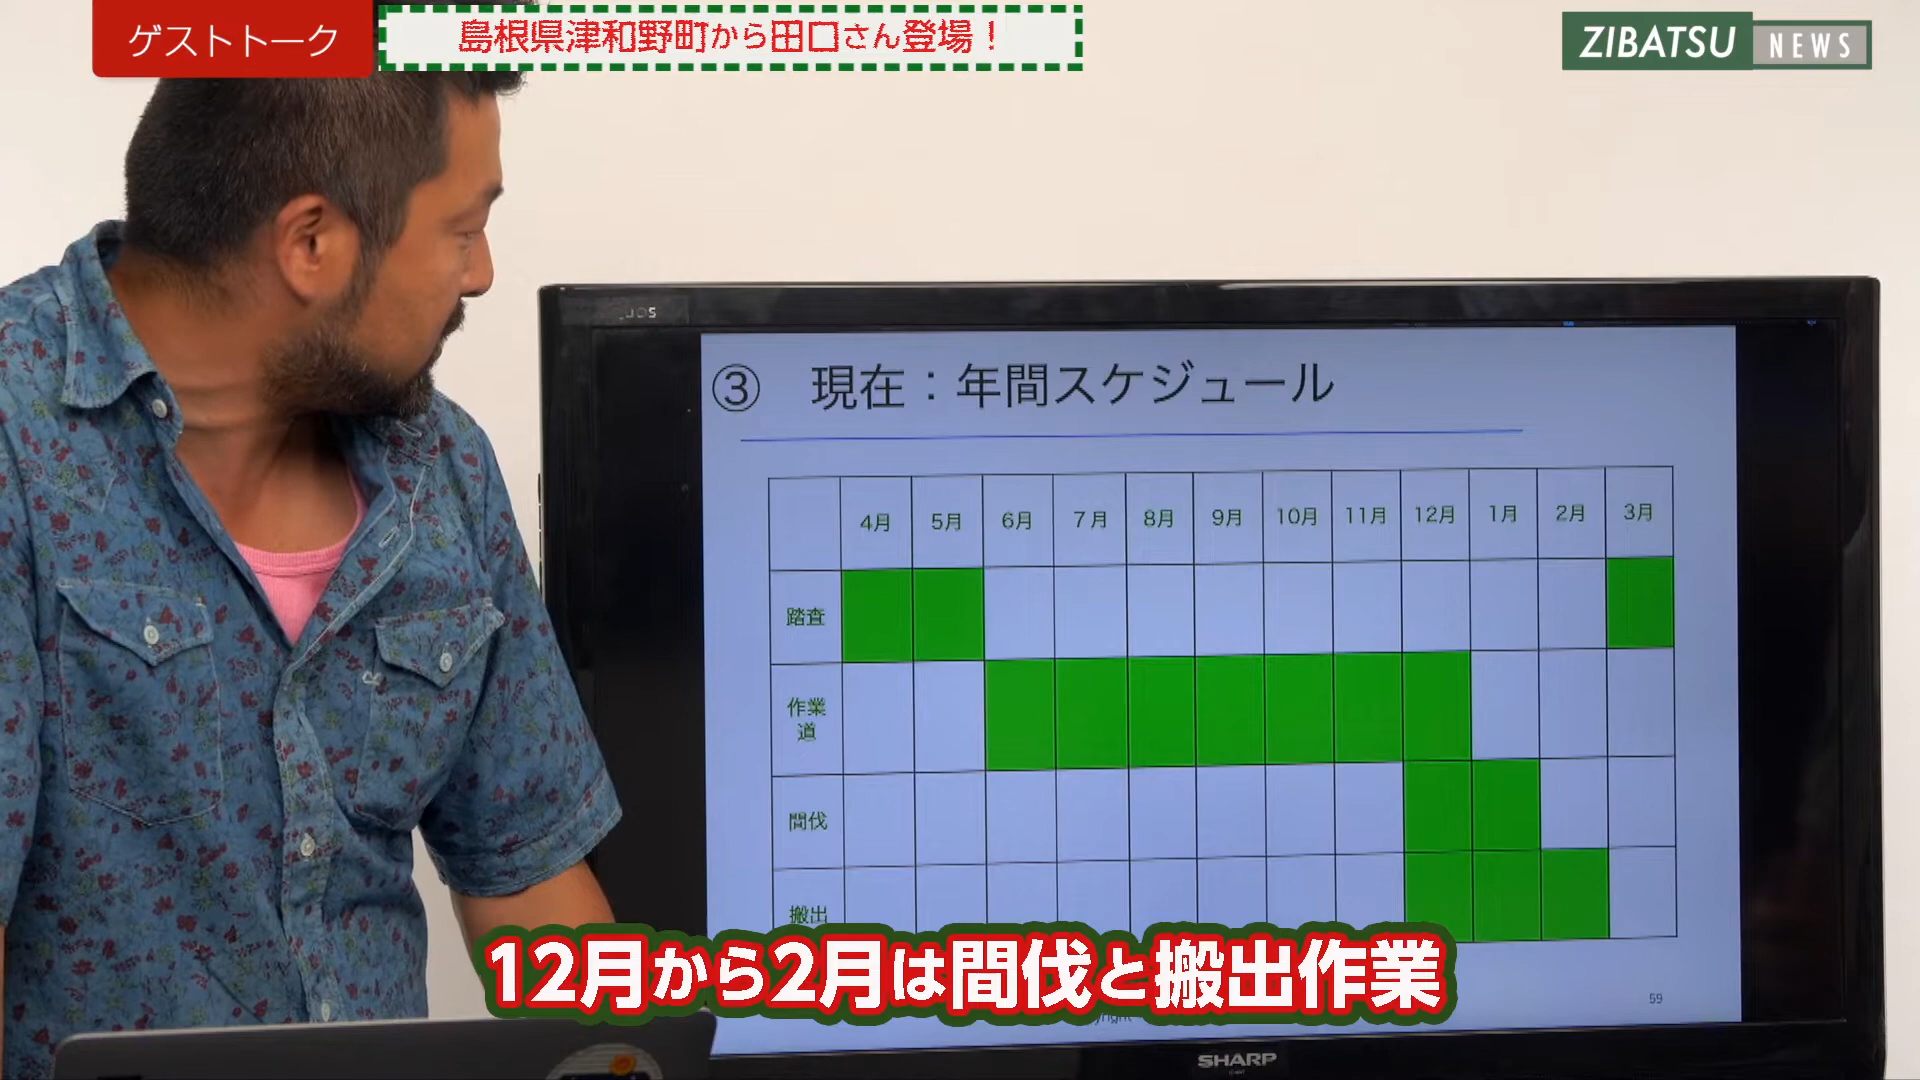 ゲストトーク
島根県津和野町から田口さん登場！
ZIBATSU NEWS
③ 現在：年間スケジュール
4月 5月 6月 7月 8月 9月 10月 11月 12月 1月 2月 3月
踏査
作業
道
間伐
搬出
12月から2月は間伐と搬出作業
59
SHARP